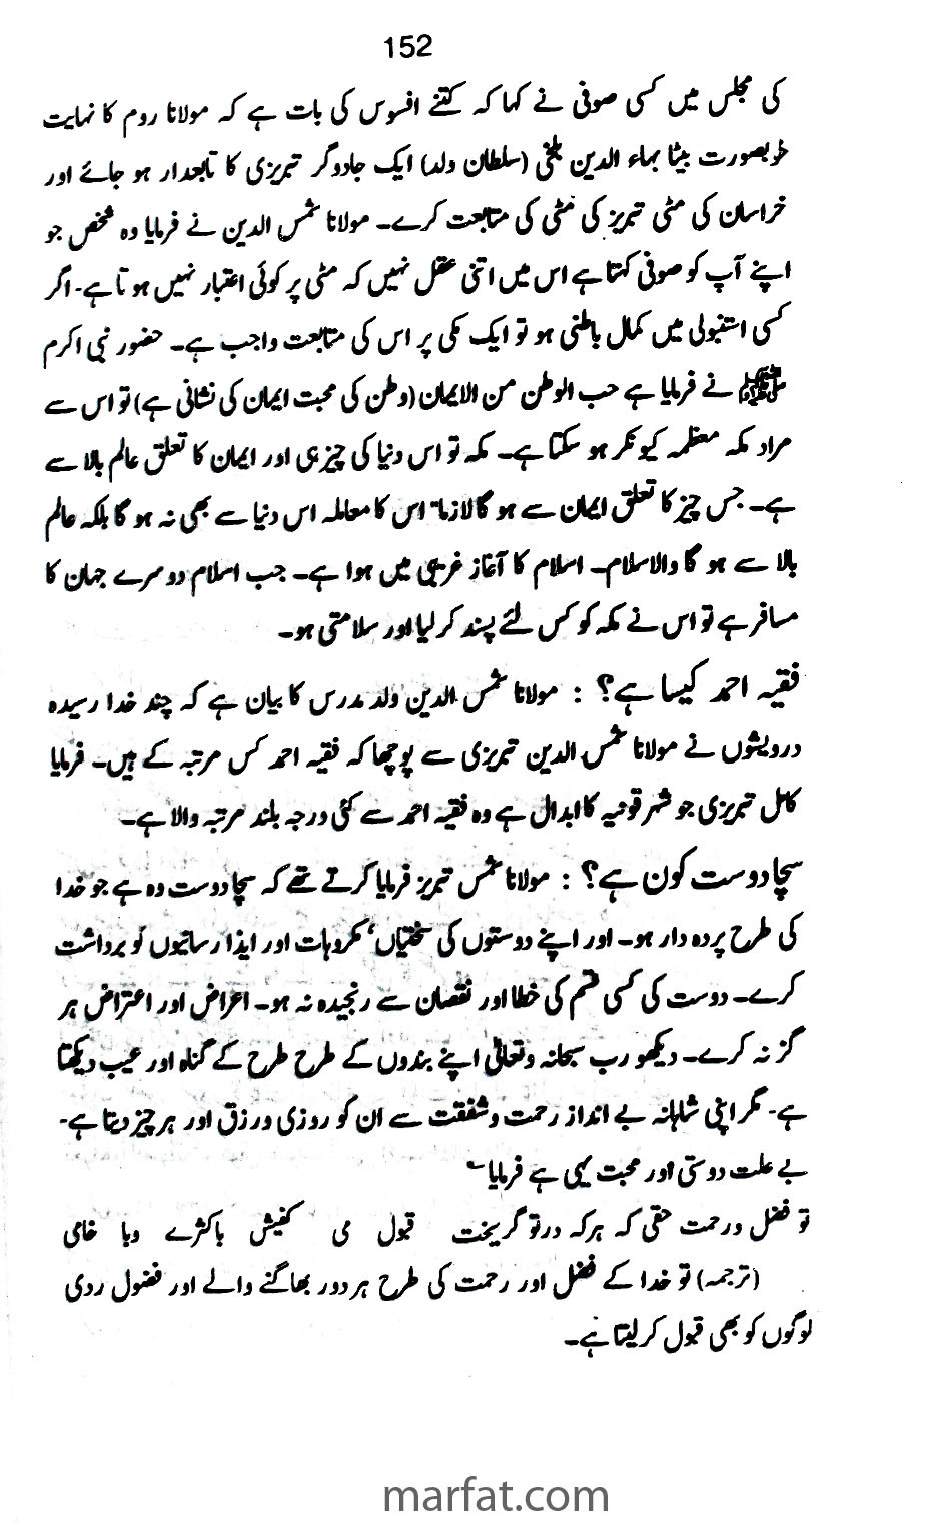 152
کی مجلس میں کسی صوفی نے کہا کہ کتنے افسوس کی بات ہے کہ مولانا روم کا نہایت
خوبصورت بیٹا بہاء الدین بلخی (سلطان ولد) ایک جادوگر تبریزی کا تابعدار ہو جائے اور
خراسان کی مٹی تبریز کی مٹی کی متابعت کرے۔ مولانا شمس الدین نے فرمایا وہ شخص جو
اپنے آپ کو صوفی کہتا ہے اس میں اتنی عقل نہیں کہ مٹی پر کوئی اعتبار نہیں ہوتا ہے۔ اگر
کسی استنبولی میں کمال باطنی ہو تو ایک مکی پر اس کی متابعت واجب ہے۔ حضور نبی اکرم
ﷺ نے فرمایا ہے حب الوطن من الایمان (وطن کی محبت ایمان کی نشانی ہے) تو اس سے
مراد مکہ معظمہ کیونکر ہو سکتا ہے۔ مکہ تو اس دنیا کی چیز ہی اور ایمان کا تعلق عالم بالا سے
ہے۔ جس چیز کا تعلق ایمان سے ہو گا لازماً اس کا معاملہ اس دنیا سے بھی نہ ہو گا بلکہ عالم
بالا سے ہو گا والاسلام۔ اسلام کا آغاز غریبی میں ہوا ہے۔ جب اسلام دوسرے جہان کا
مسافر ہے تو اس نے مکہ کو کس لئے پسند کر لیا اور سلامتی ہو۔
فقیہ احمد کیسا ہے؟ : مولانا شمس الدین ولد مدرس کا بیان ہے کہ چند خدا رسیدہ
درویشوں نے مولانا شمس الدین تبریزی سے پوچھا کہ فقیہ احمد کس مرتبہ کے ہیں۔ فرمایا
کامل تبریزی جو شہر قونیہ کا ابدال ہے وہ فقیہ احمد سے کئی درجہ بلند مرتبہ والا ہے۔
سچا دوست کون ہے؟ : مولانا شمس تبریز فرمایا کرتے تھے کہ سچا دوست وہ ہے جو خدا
کی طرح پردہ دار ہو۔ اور اپنے دوستوں کی سختیاں، مکروہات اور ایذا رسانیوں کو برداشت
کرے۔ دوست کی کسی قسم کی خطا اور نقصان سے رنجیدہ نہ ہو۔ اعراض اور اعتراض ہر
گز نہ کرے۔ دیکھو رب سبحانہ وتعالٰی اپنے بندوں کے طرح طرح کے گناہ اور عیب دیکھتا
ہے۔ مگر اپنی شاہانہ بے انداز رحمت و شفقت سے ان کو روزی و رزق اور ہر چیز دیتا ہے۔
بے علت دوستی اور محبت یہی ہے فرمایا
تو فضل ورحمت حقی کہ ہرکہ درتو گریخت قبول می کنیش باکثرے وبا خامی
(ترجمہ) تو خدا کے فضل اور رحمت کی طرح ہر دور بھاگنے والے اور فضول ردی
لوگوں کو بھی قبول کر لیتا ہے۔
marfat.com